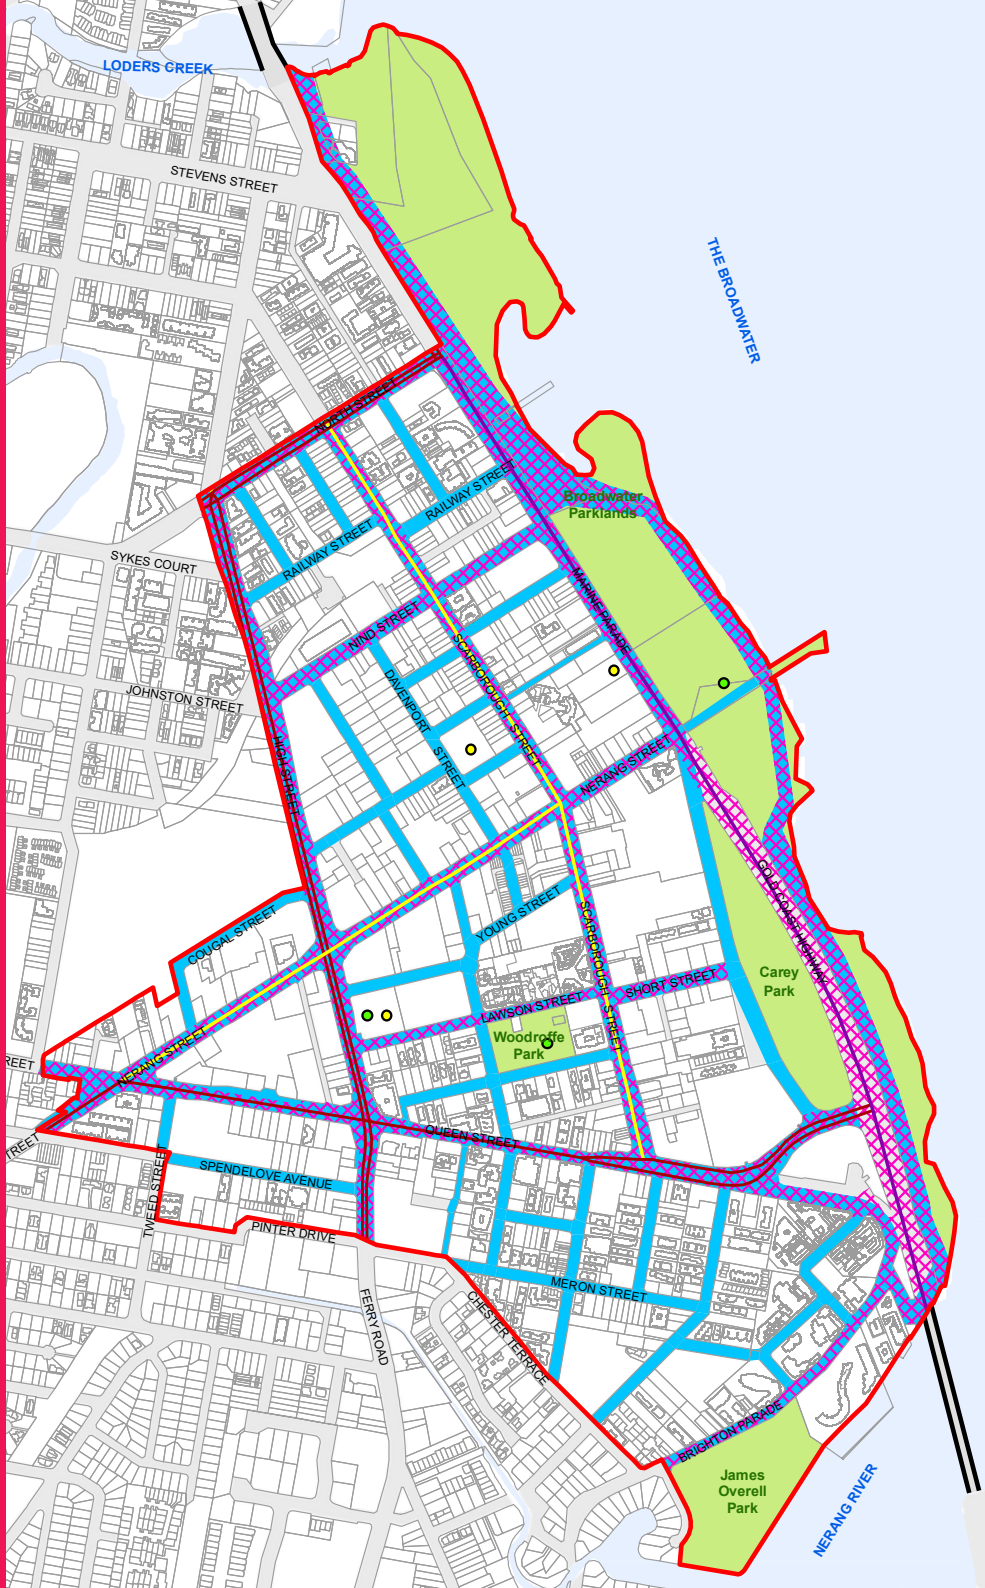 LODERS CREEK
STEVENS STREET
THE BROADWATER
NORTH STREET
RAILWAY STREET
Broadwater
Parklands
RAILWAY STREET
SYKES COURT
MARINE PARADE
NIND STREET
SCARBOROUGH STREET
DAVENPORT STREET
JOHNSTON STREET
HIGH STREET
NERANG STREET
GOLD COAST HIGHWAY
YOUNG STREET
COUGAL STREET
SCARBOROUGH STREET
Carey
Park
SHORT STREET
LAWSON STREET
Woodroffe
Park
NERANG STREET
REET
TREET
QUEEN STREET
TWEED STREET
SPENDELOVE AVENUE
PINTER DRIVE
MERON STREET
FERRY ROAD
CHESTER TERRACE
BRIGHTON PARADE
James
Overell
Park
NERANG RIVER